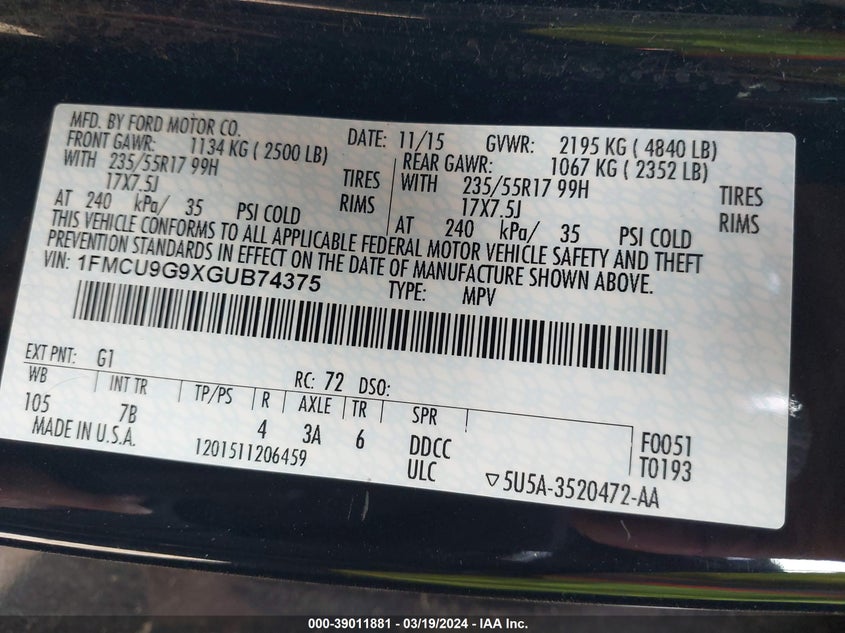 MFD. BY FORD MOTOR CO. DATE: 11/15 GVWR: 2195 KG ( 4840 LB)
FRONT GAWR: 1134 KG ( 2500 LB) REAR GAWR: 1067 KG ( 2352 LB)
WITH 235/55R17 99H TIRES WITH 235/55R17 99H TIRES
17X7.5J RIMS 17X7.5J RIMS
AT 240 kPa/ 35 PSI COLD AT 240 kPa/ 35 PSI COLD
THIS VEHICLE CONFORMS TO ALL APPLICABLE FEDERAL MOTOR VEHICLE SAFETY AND THEFT
PREVENTION STANDARDS IN EFFECT ON THE DATE OF MANUFACTURE SHOWN ABOVE.
VIN: 1FMCU9G9XGUB74375 TYPE: MPV
EXT PNT: G1 RC: 72 DSO:
WB INT TR TP/PS R AXLE TR SPR
105 7B 4 3A 6 DDCC F0051
MADE IN U.S.A. 1201511206459 ULC T0193
▽5U5A-3520472-AA
000-39011881 - 03/19/2024 - IAA Inc.